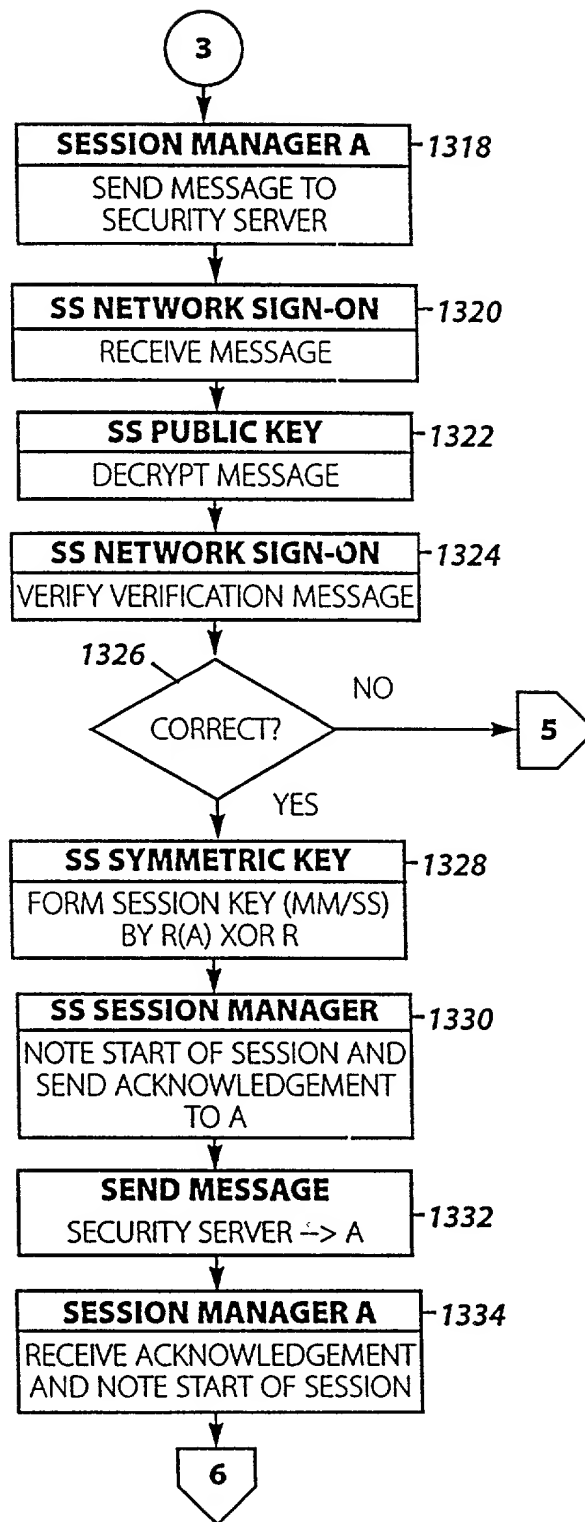 3
SESSION MANAGER A
1318
SEND MESSAGE TO
SECURITY SERVER
SS NETWORK SIGN-ON
1320
RECEIVE MESSAGE
SS PUBLIC KEY
1322
DECRYPT MESSAGE
SS NETWORK SIGN-ON
1324
VERIFY VERIFICATION MESSAGE
1326
CORRECT?
NO
5
YES
SS SYMMETRIC KEY
1328
FORM SESSION KEY (MM/SS)
BY R(A) XOR R
SS SESSION MANAGER
1330
NOTE START OF SESSION AND
SEND ACKNOWLEDGEMENT
TO A
SEND MESSAGE
1332
SECURITY SERVER --> A
SESSION MANAGER A
1334
RECEIVE ACKNOWLEDGEMENT
AND NOTE START OF SESSION
6